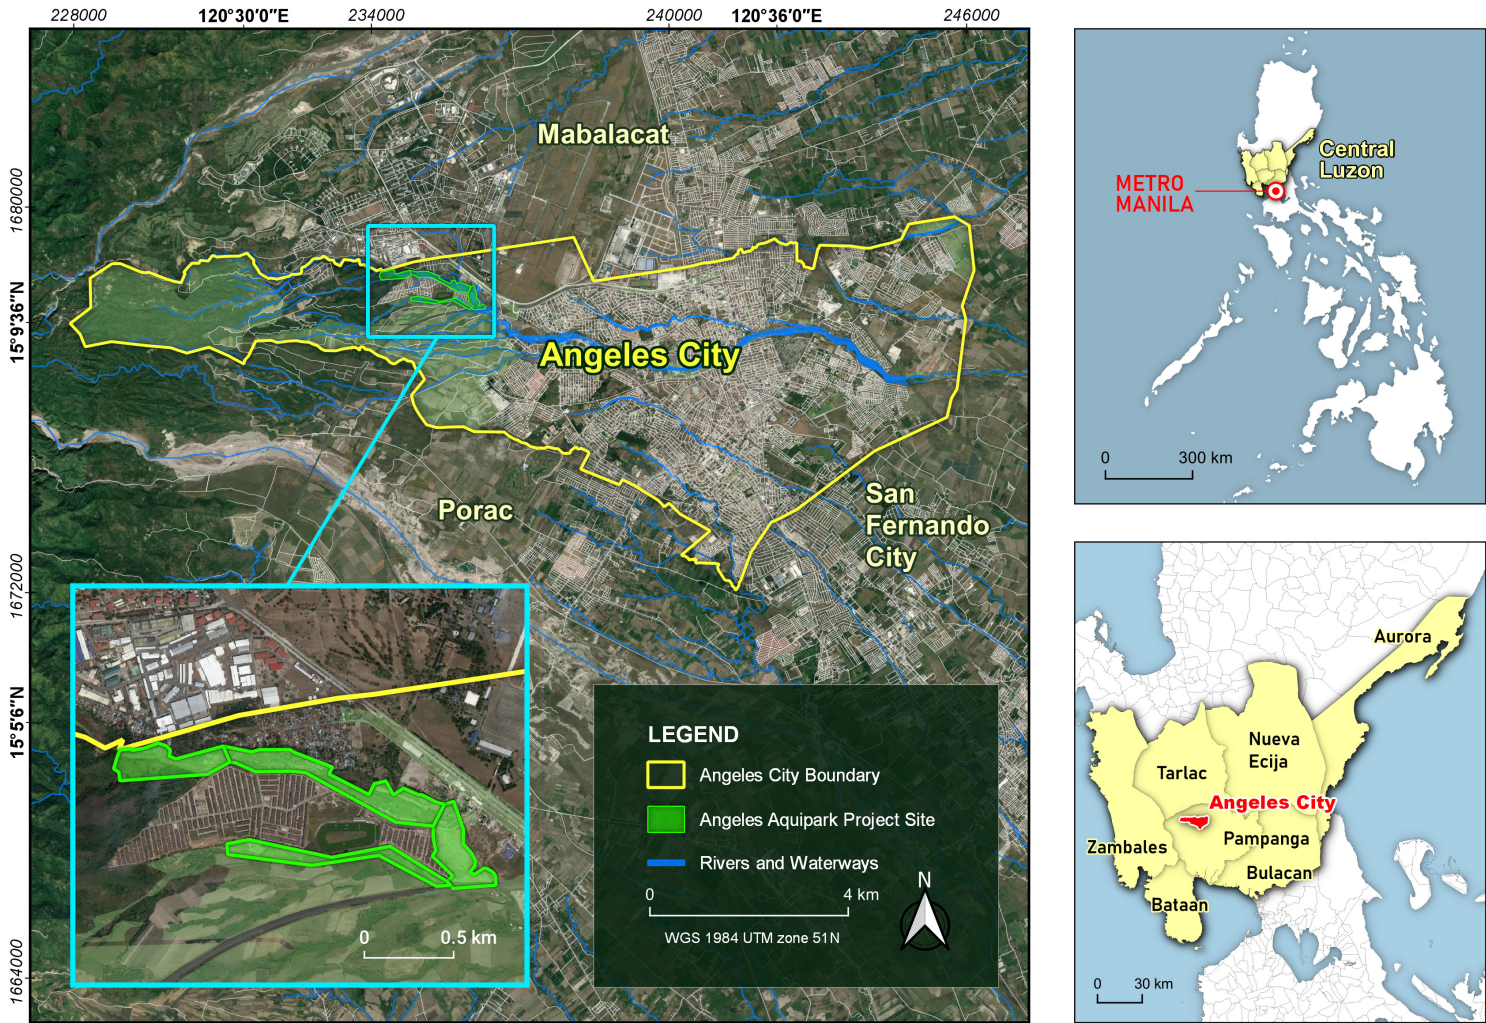 228000
120°30'0"E
234000
240000
120°36'0"E
246000
1680000
15°9'36"N
1672000
15°5'6"N
1664000
Mabalacat
Angeles City
Porac
San
Fernando
City
0
0.5 km
LEGEND
Angeles City Boundary
Angeles Aquipark Project Site
Rivers and Waterways
0
4 km
WGS 1984 UTM zone 51N
N
Central
Luzon
METRO
MANILA
0
300 km
Aurora
Nueva
Ecija
Tarlac
Angeles City
Pampanga
Zambales
Bulacan
Bataan
0
30 km